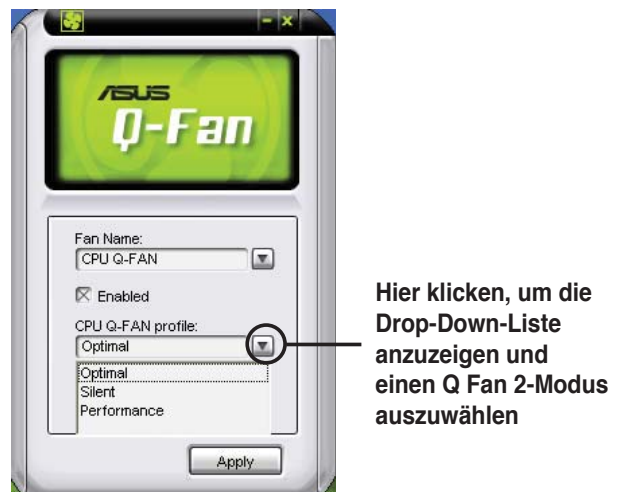 ASUS
Q-Fan
Fan Name:
CPU Q-FAN
Enabled
CPU Q-FAN profile:
Optimal
Optimal
Silent
Performance
Apply
Hier klicken, um die
Drop-Down-Liste
anzuzeigen und
einen Q Fan 2-Modus
auszuwählen